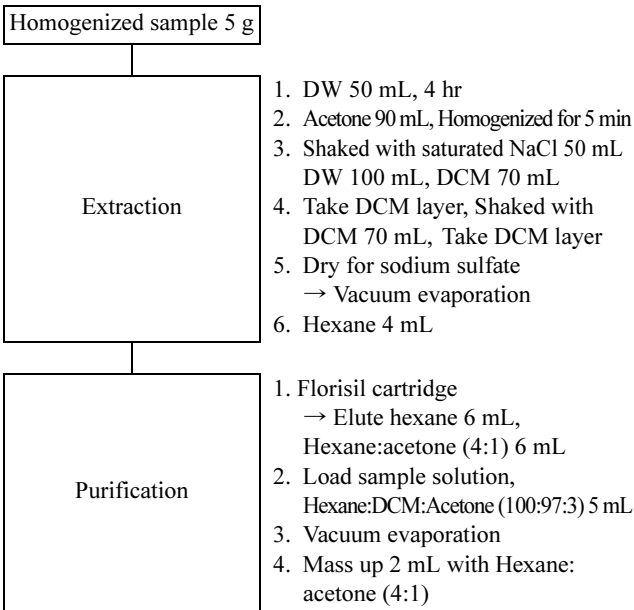 Homogenized sample 5 g
Extraction
1. DW 50 mL, 4 hr
2. Acetone 90 mL, Homogenized for 5 min
3. Shaked with saturated NaCl 50 mL
DW 100 mL, DCM 70 mL
4. Take DCM layer, Shaked with
DCM 70 mL, Take DCM layer
5. Dry for sodium sulfate
→ Vacuum evaporation
6. Hexane 4 mL
Purification
1. Florisil cartridge
→ Elute hexane 6 mL,
Hexane:acetone (4:1) 6 mL
2. Load sample solution,
Hexane:DCM:Acetone (100:97:3) 5 mL
3. Vacuum evaporation
4. Mass up 2 mL with Hexane:
acetone (4:1)